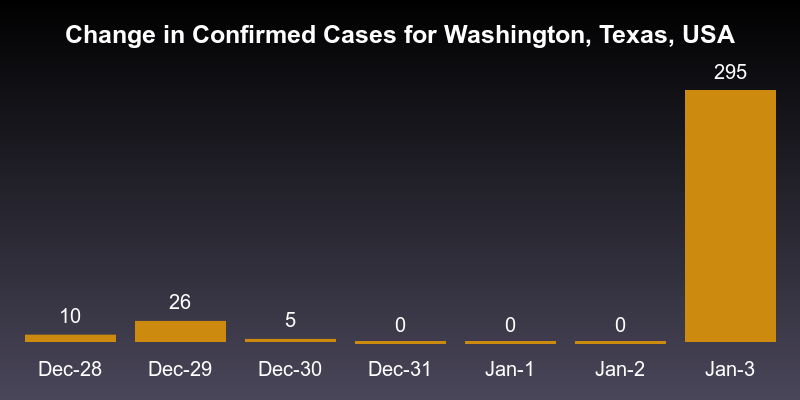 Change in Confirmed Cases for Washington, Texas, USA
10 26 5 0 0 0 295
Dec-28 Dec-29 Dec-30 Dec-31 Jan-1 Jan-2 Jan-3